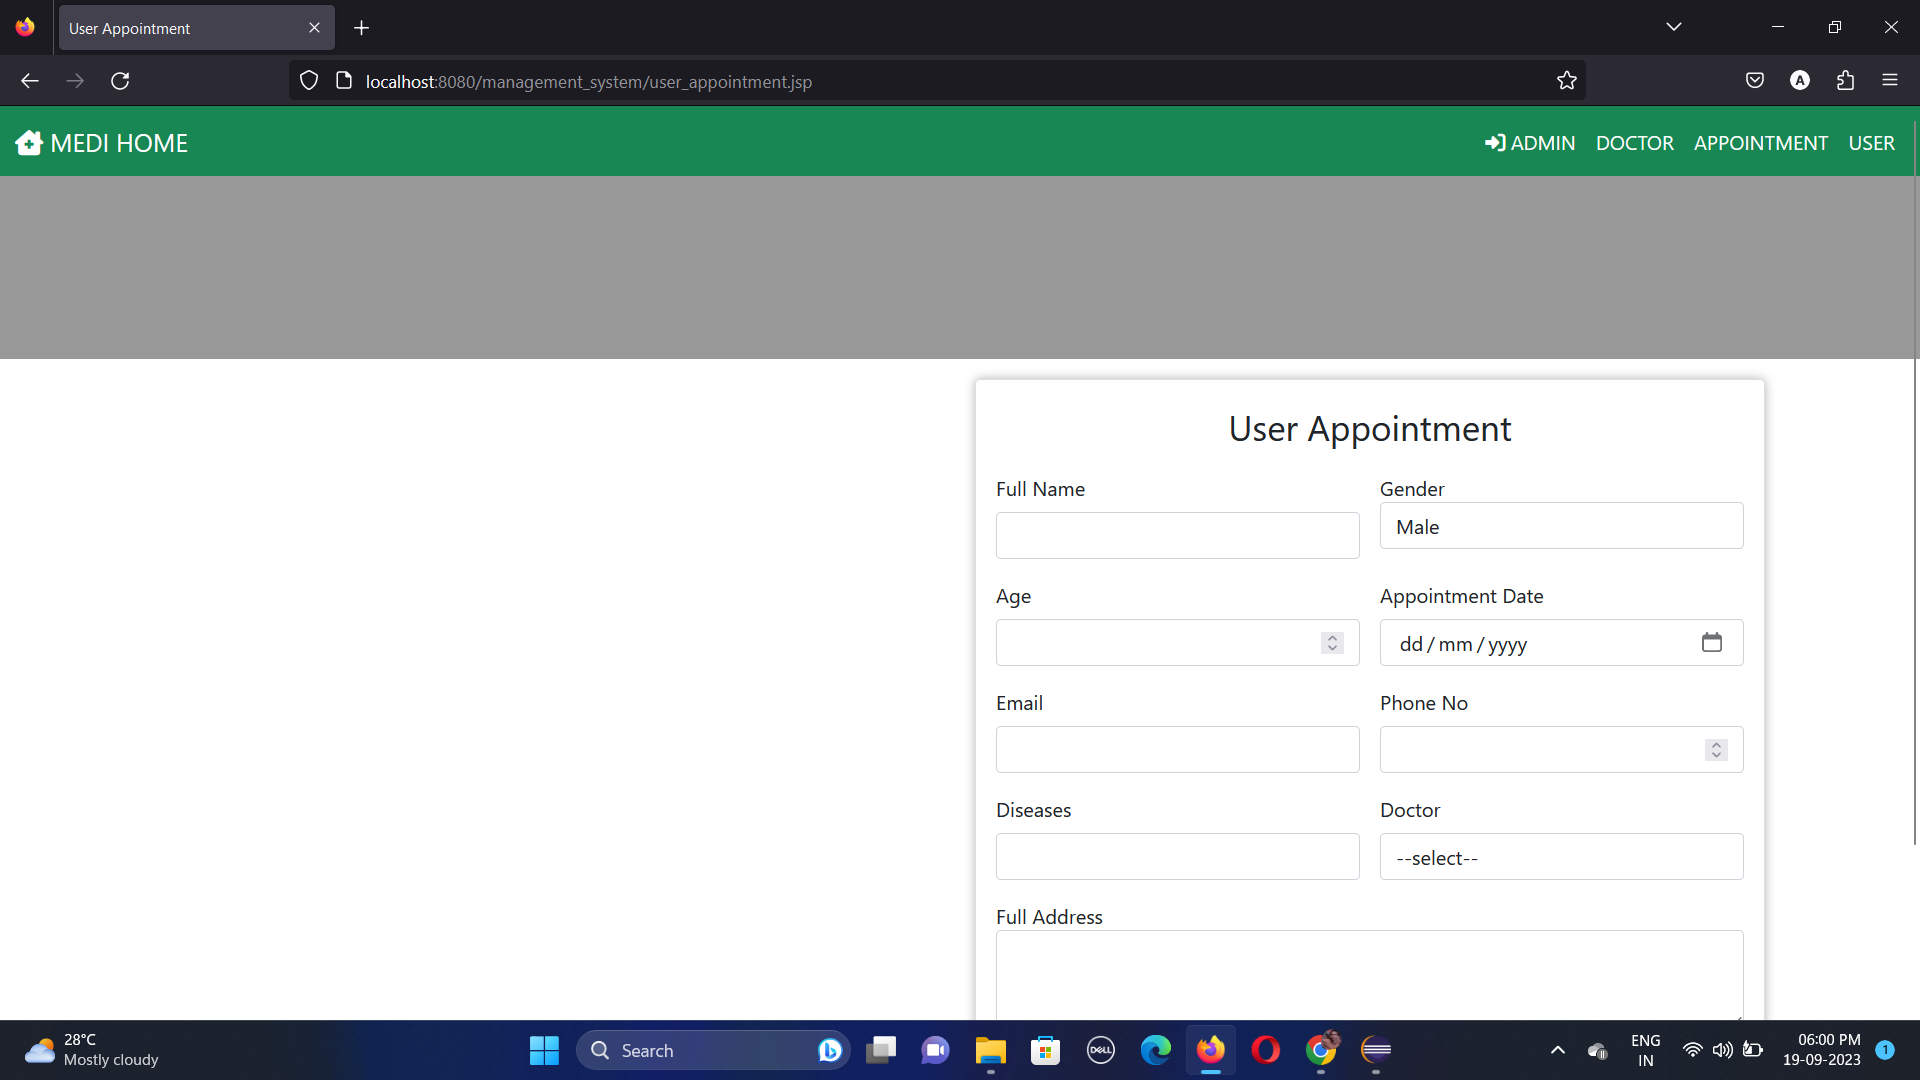 User Appointment
localhost:8080/management_system/user_appointment.jsp
A
MEDI HOME
ADMIN DOCTOR APPOINTMENT USER
User Appointment
Full Name Gender
Male
Age Appointment Date
dd/mm/yyyy
Email Phone No
Diseases Doctor
--select--
Full Address
28°C
Mostly cloudy
Search
DELL
ENG
IN
06:00 PM
19-09-2023
1